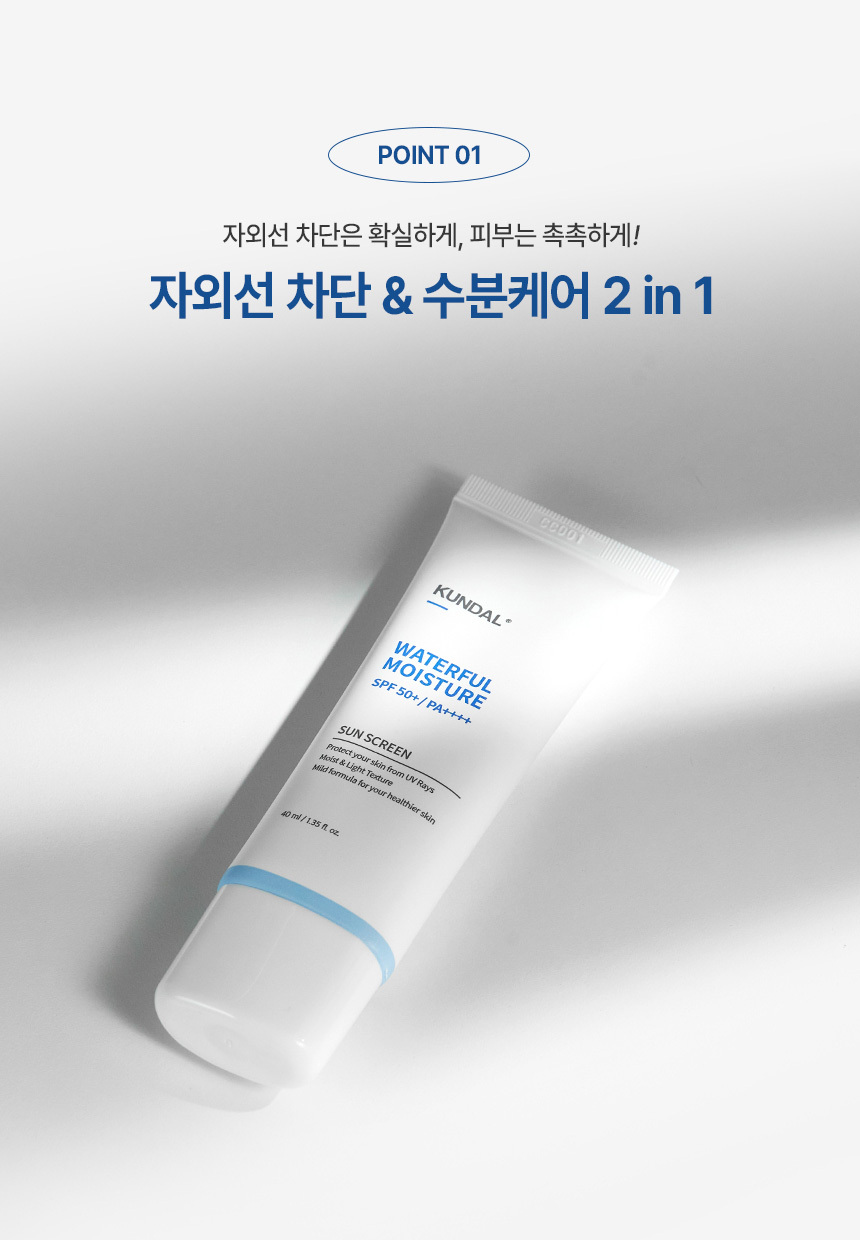 POINT 01
자외선 차단은 확실하게, 피부는 촉촉하게!
자외선 차단 & 수분케어 2 in 1
KUNDAL®
WATERFUL
MOISTURE
SPF 50+ / PA++++
SUN SCREEN
Protect your skin from UV Rays
Moist & Light Texture
Mild formula for your healthier skin
40 ml / 1.35 fl. oz.